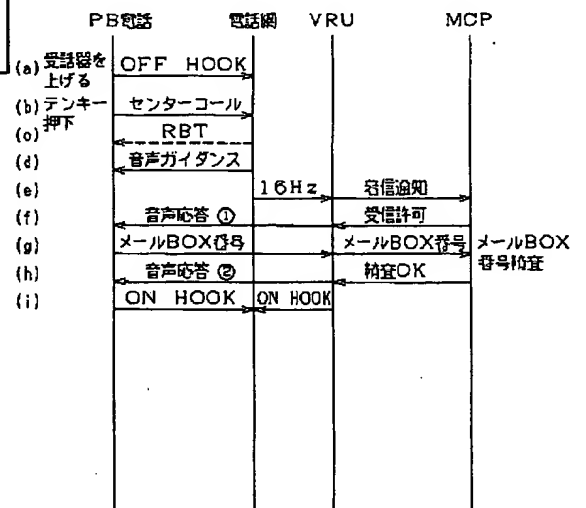 PB電話 電話網 VRU MCP
(a) 受話器を上げる OFF HOOK
(b) テンキー押下 センターコール
(c) RBT
(d) 音声ガイダンス
(e) 16Hz 着信通知
(f) 音声応答 ① 受信許可
(g) メールBOX番号 メールBOX番号 メールBOX番号検査
(h) 音声応答 ② 検査OK
(i) ON HOOK ON HOOK